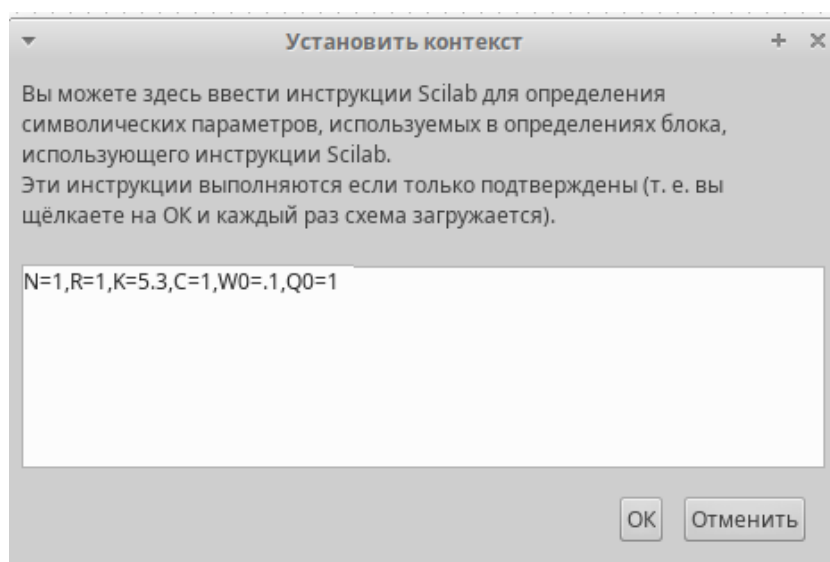 Установить контекст
Вы можете здесь ввести инструкции Scilab для определения
символических параметров, используемых в определениях блока,
использующего инструкции Scilab.
Эти инструкции выполняются если только подтверждены (т. е. вы
щёлкаете на ОК и каждый раз схема загружается).
N=1,R=1,K=5.3,C=1,W0=.1,Q0=1
ОК Отменить